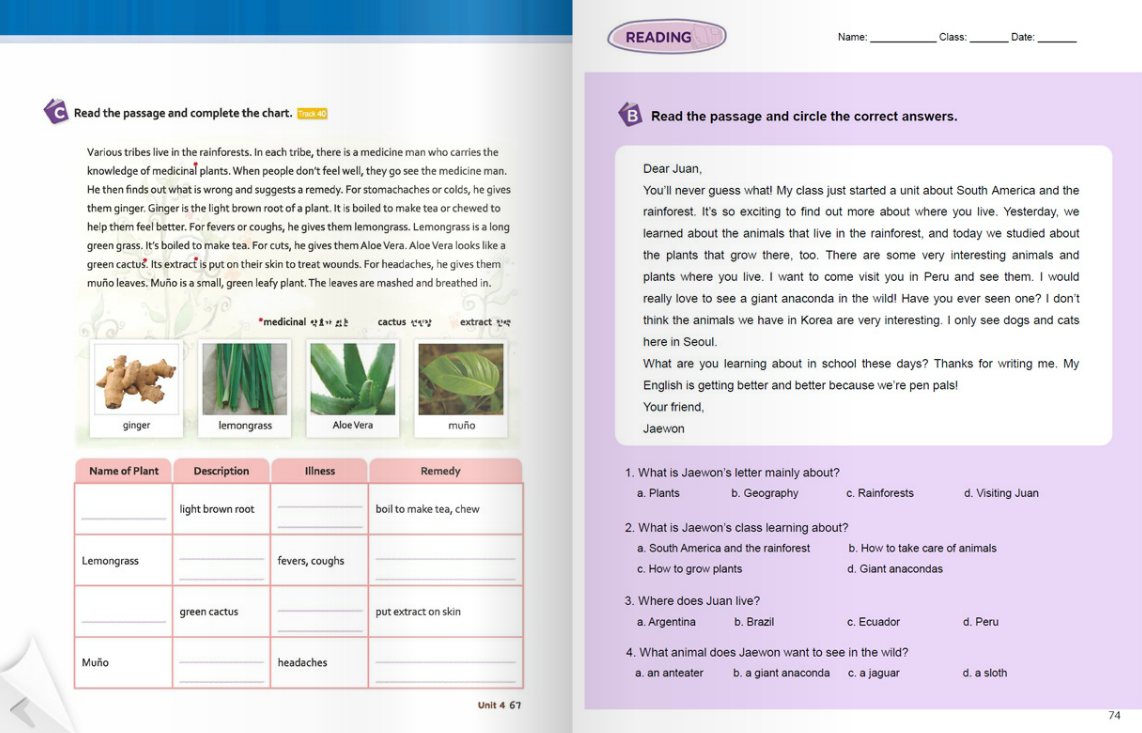 C Read the passage and complete the chart. Track 40
Various tribes live in the rainforests. In each tribe, there is a medicine man who carries the
knowledge of medicinal* plants. When people don't feel well, they go see the medicine man.
He then finds out what is wrong and suggests a remedy. For stomachaches or colds, he gives
them ginger. Ginger is the light brown root of a plant. It is boiled to make tea or chewed to
help them feel better. For fevers or coughs, he gives them lemongrass. Lemongrass is a long
green grass. It's boiled to make tea. For cuts, he gives them Aloe Vera. Aloe Vera looks like a
green cactus*. Its extract* is put on their skin to treat wounds. For headaches, he gives them
muño leaves. Muño is a small, green leafy plant. The leaves are mashed and breathed in.
*medicinal 약효가 있는 cactus 선인장 extract 진액
ginger lemongrass Aloe Vera muño
Name of Plant Description Illness Remedy
light brown root boil to make tea, chew
Lemongrass fevers, coughs
green cactus put extract on skin
Muño headaches
Unit 4 67
READING
Name: ___________ Class: ______ Date: ______
B Read the passage and circle the correct answers.
Dear Juan,
You'll never guess what! My class just started a unit about South America and the
rainforest. It's so exciting to find out more about where you live. Yesterday, we
learned about the animals that live in the rainforest, and today we studied about
the plants that grow there, too. There are some very interesting animals and
plants where you live. I want to come visit you in Peru and see them. I would
really love to see a giant anaconda in the wild! Have you ever seen one? I don't
think the animals we have in Korea are very interesting. I only see dogs and cats
here in Seoul.
What are you learning about in school these days? Thanks for writing me. My
English is getting better and better because we're pen pals!
Your friend,
Jaewon
1. What is Jaewon's letter mainly about?
a. Plants b. Geography c. Rainforests d. Visiting Juan
2. What is Jaewon's class learning about?
a. South America and the rainforest b. How to take care of animals
c. How to grow plants d. Giant anacondas
3. Where does Juan live?
a. Argentina b. Brazil c. Ecuador d. Peru
4. What animal does Jaewon want to see in the wild?
a. an anteater b. a giant anaconda c. a jaguar d. a sloth
74